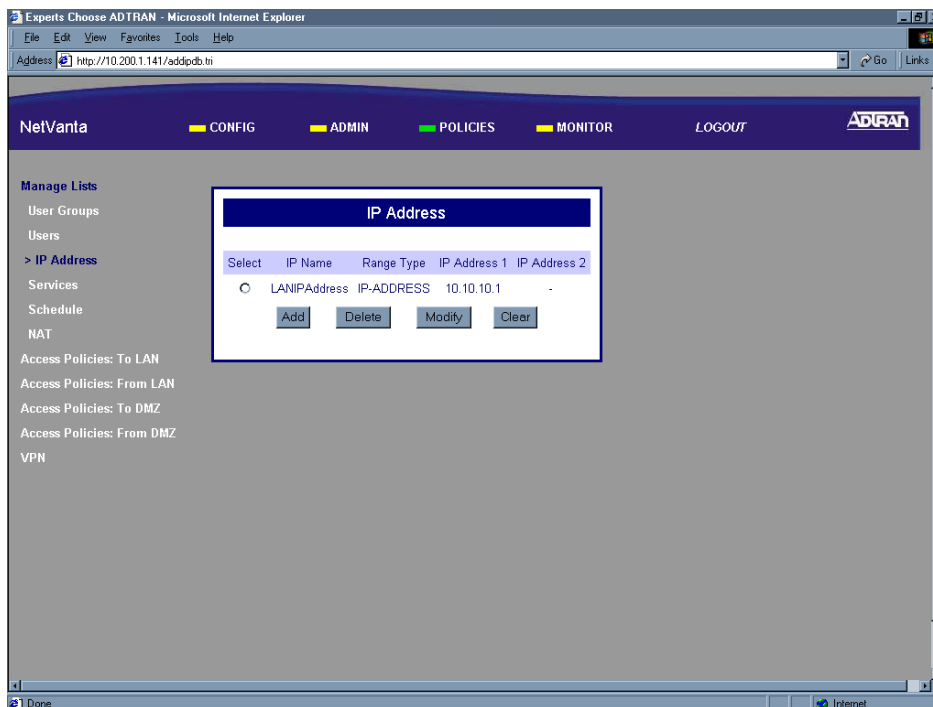 Experts Choose ADTRAN - Microsoft Internet Explorer
File Edit View Favorites Tools Help
Address http://10.200.1.141/addipdb.tri Go Links
NetVanta CONFIG ADMIN POLICIES MONITOR LOGOUT ADTRAN
Manage Lists
User Groups
Users
> IP Address
Services
Schedule
NAT
Access Policies: To LAN
Access Policies: From LAN
Access Policies: To DMZ
Access Policies: From DMZ
VPN
IP Address
Select IP Name Range Type IP Address 1 IP Address 2
LANIPAddress IP-ADDRESS 10.10.10.1 -
Add Delete Modify Clear
Done Internet